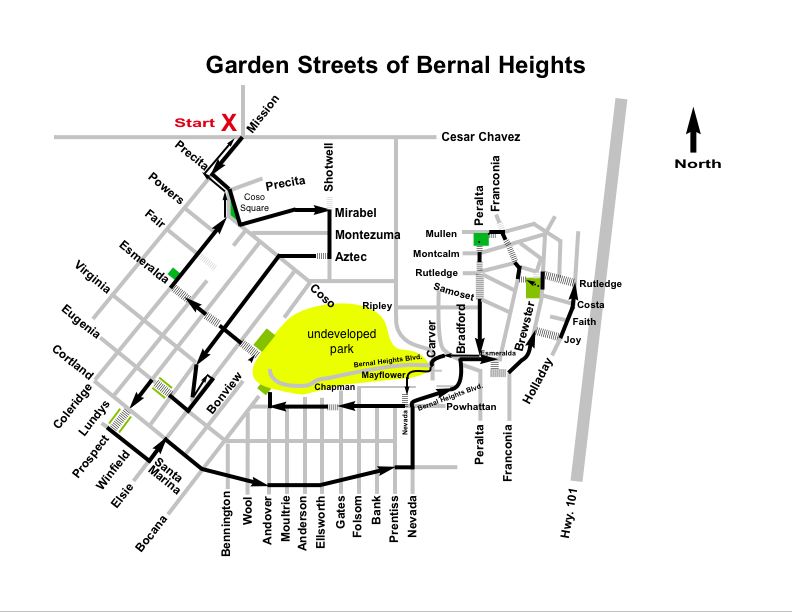 Garden Streets of Bernal Heights
Start X
Mission
Cesar Chavez
North
Precita
Precita
Shotwell
Peralta
Franconia
Powers
Coso
Square
Mirabel
Fair
Montezuma
Mullen
Esmeralda
Aztec
Montcalm
Rutledge
Rutledge
Virginia
Samoset
Coso
Ripley
Costa
Eugenia
undeveloped
park
Carver
Bradford
Brewster
Faith
Joy
Bernal Heights Blvd.
Esmeralda
Cortland
Mayflower
Chapman
Holladay
Coleridge
Bonview
Bernal Heights Blvd.
Powhattan
Lundys
Nevada
Prospect
Winfield
Elsie
Santa
Marina
Peralta
Franconia
Bocana
Bennington
Wool
Andover
Moultrie
Anderson
Ellsworth
Gates
Folsom
Bank
Prentiss
Nevada
Hwy. 101